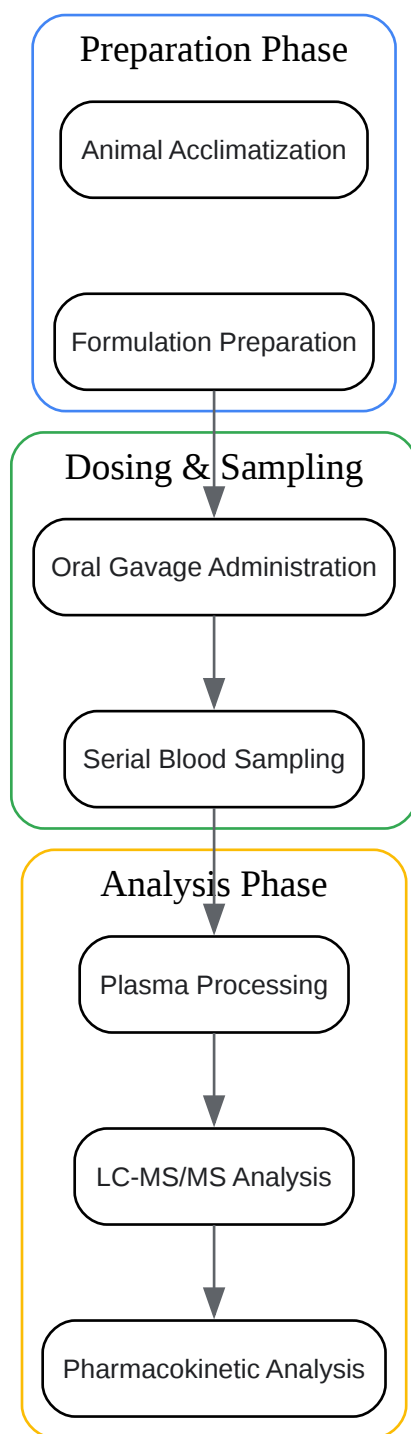 Preparation Phase
Animal Acclimatization
Formulation Preparation
Dosing & Sampling
Oral Gavage Administration
Serial Blood Sampling
Analysis Phase
Plasma Processing
LC-MS/MS Analysis
Pharmacokinetic Analysis